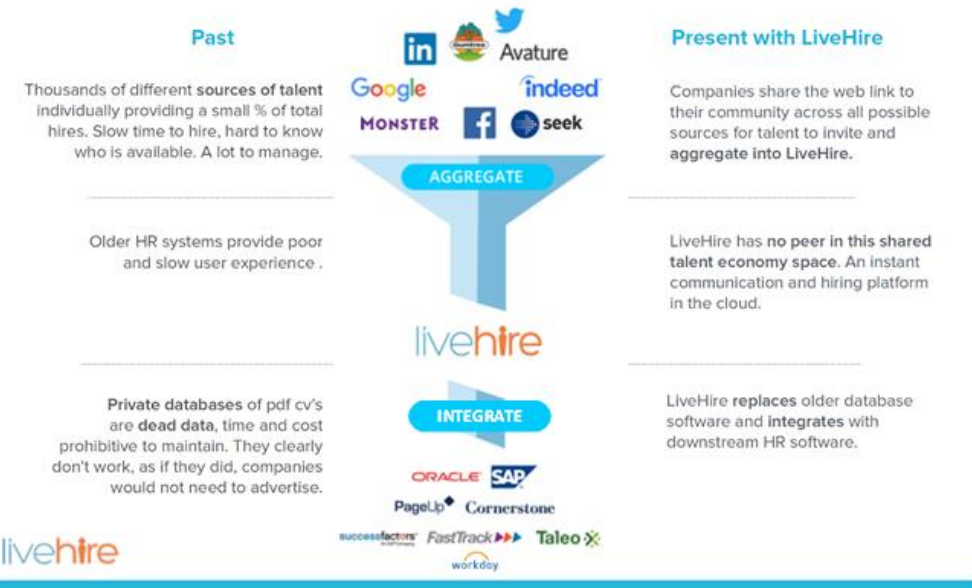 Past
Thousands of different sources of talent
individually providing a small % of total
hires. Slow time to hire, hard to know
who is available. A lot to manage.
Older HR systems provide poor
and slow user experience .
Private databases of pdf cv's
are dead data, time and cost
prohibitive to maintain. They clearly
don't work, as if they did, companies
would not need to advertise.
in
Gumtree
Avature
Google
indeed
MONSTER
f
seek
AGGREGATE
livehire
INTEGRATE
ORACLE
SAP
PageUp
Cornerstone
successfactors
FastTrack
Taleo
workday
Present with LiveHire
Companies share the web link to
their community across all possible
sources for talent to invite and
aggregate into LiveHire.
LiveHire has no peer in this shared
talent economy space. An instant
communication and hiring platform
in the cloud.
LiveHire replaces older database
software and integrates with
downstream HR software.
livehire